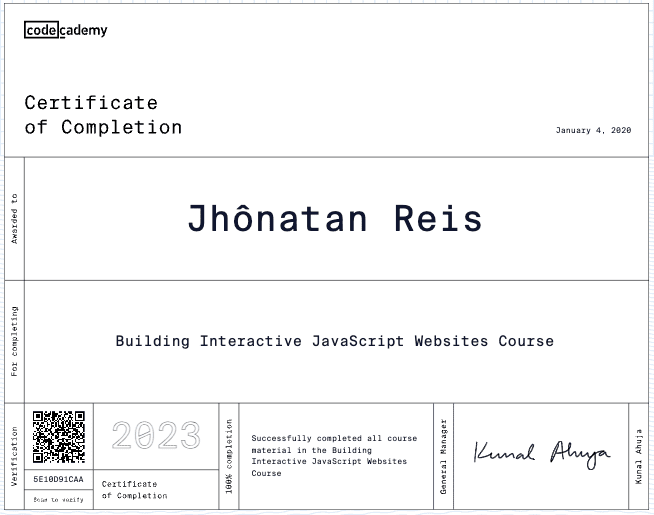 codecademy
Certificate
of Completion
January 4, 2020
Awarded to
Jhônatan Reis
For completing
Building Interactive JavaScript Websites Course
Verification
5E10D91CAA
Scan to verify
2023
Certificate
of Completion
100% completion
Successfully completed all course
material in the Building
Interactive JavaScript Websites
Course
General Manager
Kunal Ahuja
Kunal Ahuja